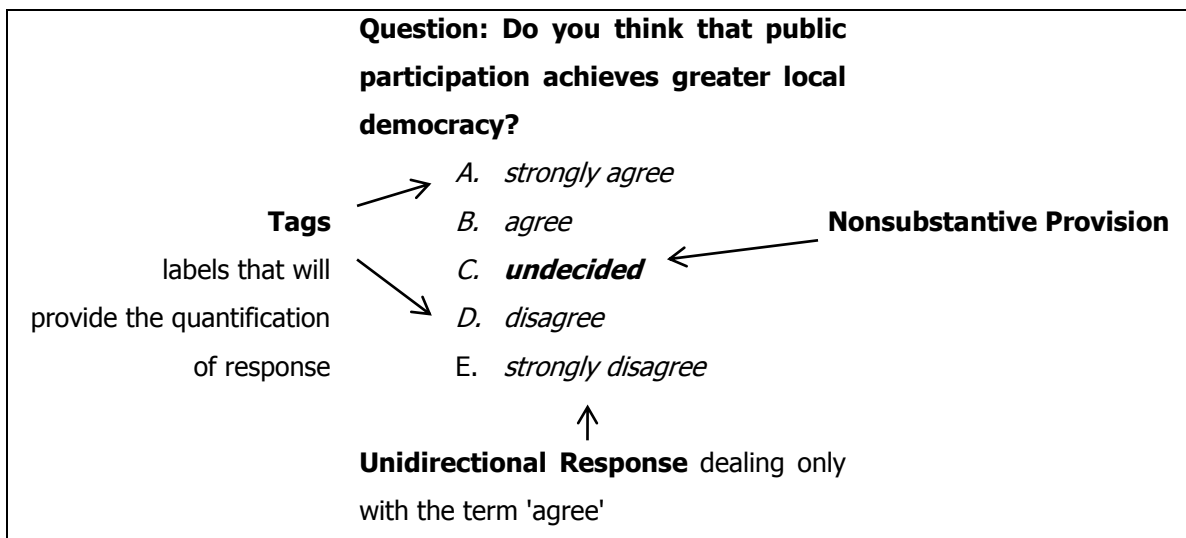 Question: Do you think that public
participation achieves greater local
democracy?
A. strongly agree
Tags
B. agree
Nonsubstantive Provision
labels that will
C. undecided
provide the quantification
D. disagree
of response
E. strongly disagree
Unidirectional Response dealing only
with the term 'agree'